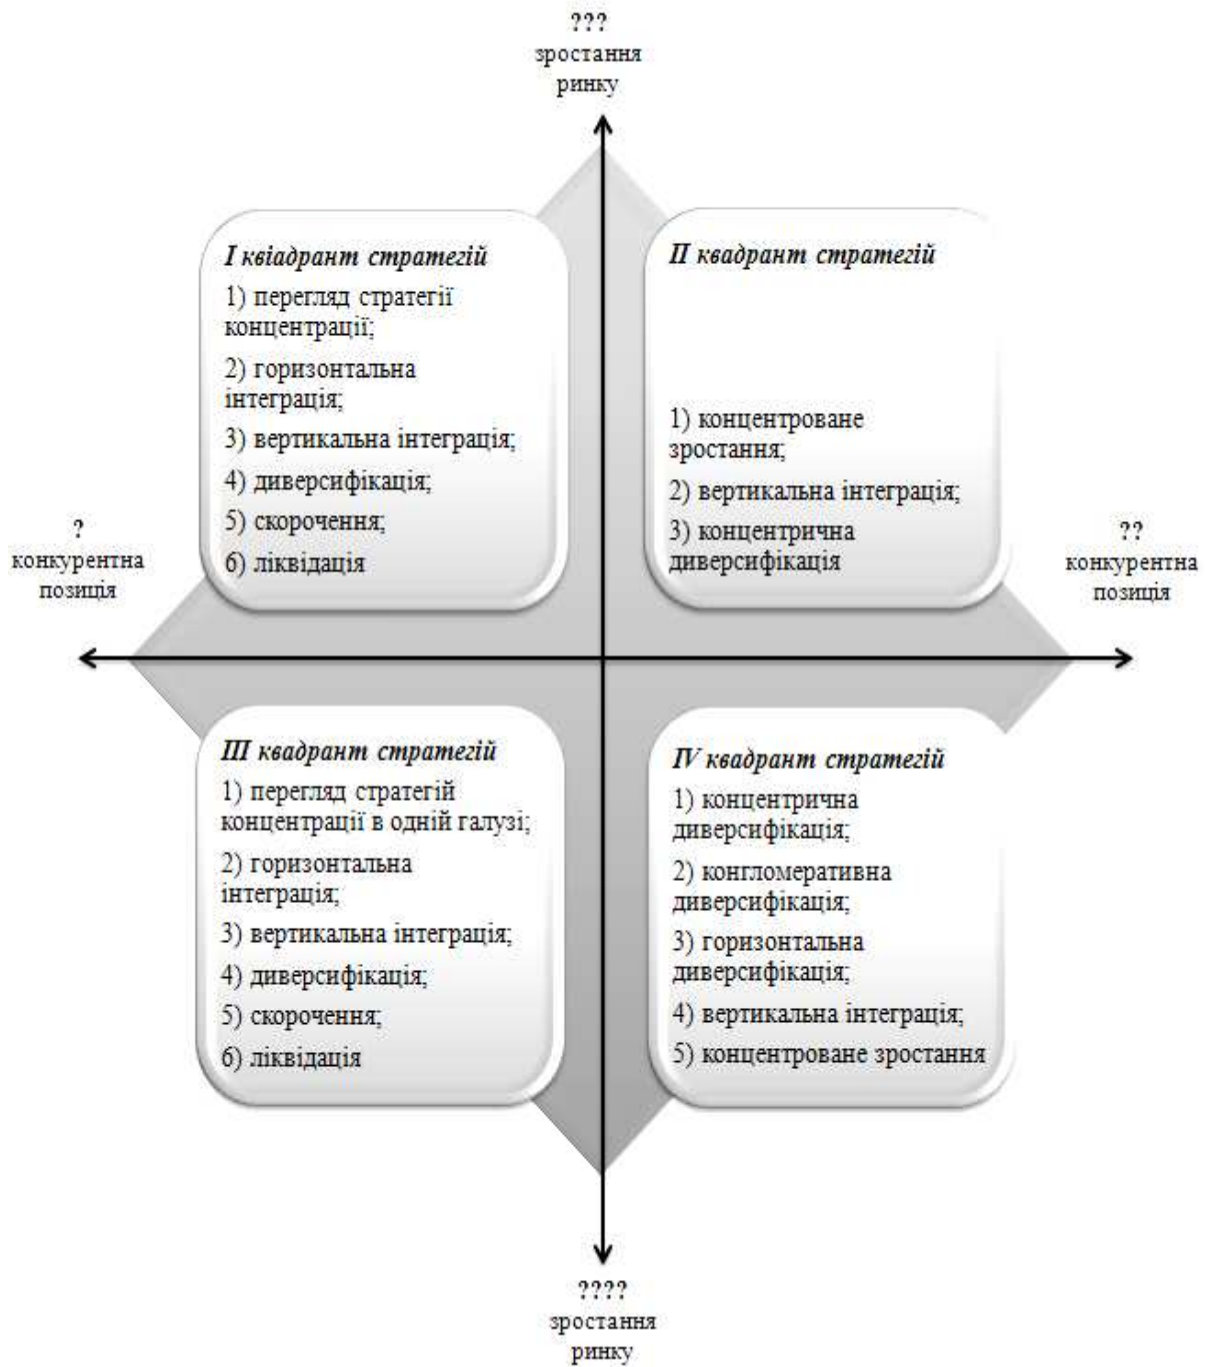 ???
зростання
ринку
I квіадрант стратегій
1) перегляд стратегії
концентрації;
2) горизонтальна
інтеграція;
3) вертикальна інтеграція;
4) диверсифікація;
5) скорочення;
6) ліквідація
II квадрант стратегій
1) концентроване
зростання;
2) вертикальна інтеграція;
3) концентрична
диверсифікація
?
конкурентна
позиція
??
конкурентна
позиція
III квадрант стратегій
1) перегляд стратегій
концентрації в одній галузі;
2) горизонтальна
інтеграція;
3) вертикальна інтеграція;
4) диверсифікація;
5) скорочення;
6) ліквідація
IV квадрант стратегій
1) концентрична
диверсифікація;
2) конгломеративна
диверсифікація;
3) горизонтальна
диверсифікація;
4) вертикальна інтеграція;
5) концентроване зростання
????
зростання
ринку